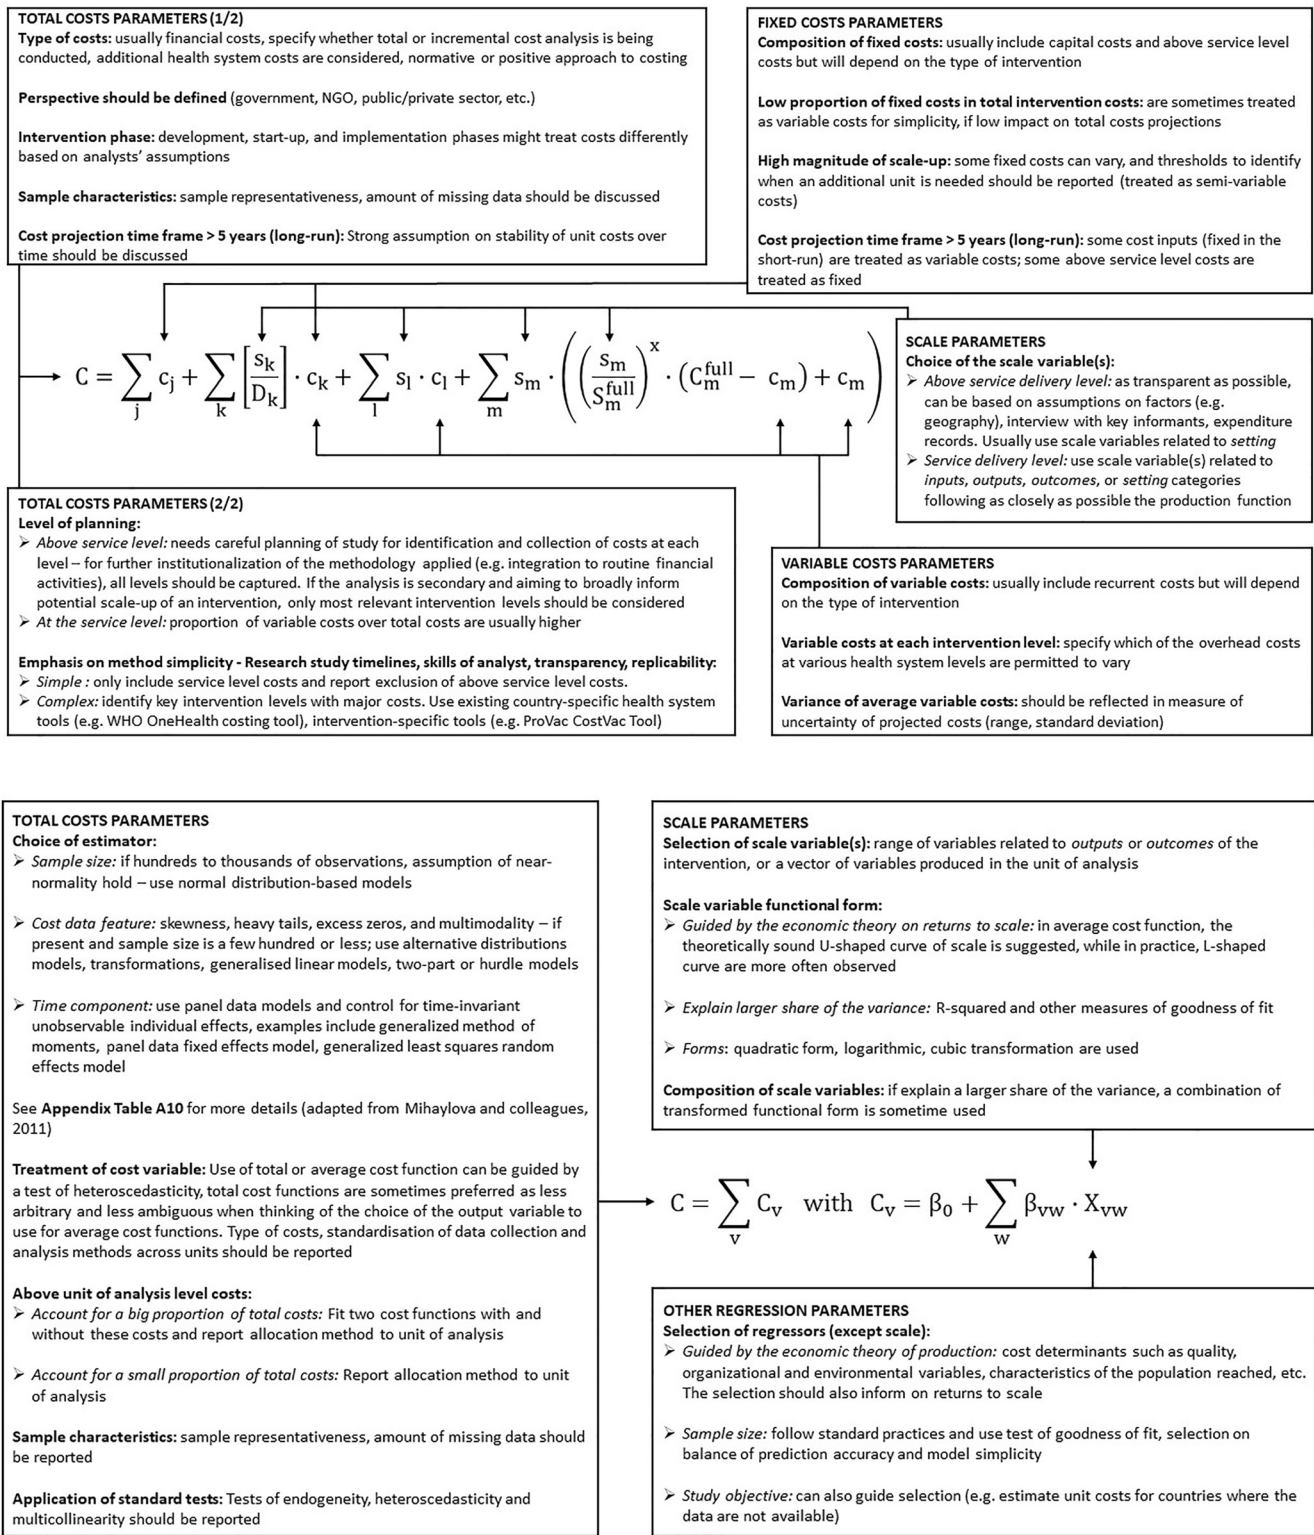 TOTAL COSTS PARAMETERS (1/2)
Type of costs: usually financial costs, specify whether total or incremental cost analysis is being
conducted, additional health system costs are considered, normative or positive approach to costing
Perspective should be defined (government, NGO, public/private sector, etc.)
Intervention phase: development, start-up, and implementation phases might treat costs differently
based on analysts’ assumptions
Sample characteristics: sample representativeness, amount of missing data should be discussed
Cost projection time frame > 5 years (long-run): Strong assumption on stability of unit costs over
time should be discussed
FIXED COSTS PARAMETERS
Composition of fixed costs: usually include capital costs and above service level
costs but will depend on the type of intervention
Low proportion of fixed costs in total intervention costs: are sometimes treated
as variable costs for simplicity, if low impact on total costs projections
High magnitude of scale-up: some fixed costs can vary, and thresholds to identify
when an additional unit is needed should be reported (treated as semi-variable
costs)
Cost projection time frame > 5 years (long-run): some cost inputs (fixed in the
short-run) are treated as variable costs; some above service level costs are
treated as fixed
C = ∑_j c_j + ∑_k [s_k / D_k] · c_k + ∑_l s_l · c_l + ∑_m s_m · ((s_m / S_m^full)^x · (C_m^full − c_m) + c_m)
SCALE PARAMETERS
Choice of the scale variable(s):
➢ Above service delivery level: as transparent as possible,
can be based on assumptions on factors (e.g.
geography), interview with key informants, expenditure
records. Usually use scale variables related to setting
➢ Service delivery level: use scale variable(s) related to
inputs, outputs, outcomes, or setting categories
following as closely as possible the production function
TOTAL COSTS PARAMETERS (2/2)
Level of planning:
➢ Above service level: needs careful planning of study for identification and collection of costs at each
level – for further institutionalization of the methodology applied (e.g. integration to routine financial
activities), all levels should be captured. If the analysis is secondary and aiming to broadly inform
potential scale-up of an intervention, only most relevant intervention levels should be considered
➢ At the service level: proportion of variable costs over total costs are usually higher
Emphasis on method simplicity - Research study timelines, skills of analyst, transparency, replicability:
➢ Simple : only include service level costs and report exclusion of above service level costs.
➢ Complex: identify key intervention levels with major costs. Use existing country-specific health system
tools (e.g. WHO OneHealth costing tool), intervention-specific tools (e.g. ProVac CostVac Tool)
VARIABLE COSTS PARAMETERS
Composition of variable costs: usually include recurrent costs but will depend
on the type of intervention
Variable costs at each intervention level: specify which of the overhead costs
at various health system levels are permitted to vary
Variance of average variable costs: should be reflected in measure of
uncertainty of projected costs (range, standard deviation)
TOTAL COSTS PARAMETERS
Choice of estimator:
➢ Sample size: if hundreds to thousands of observations, assumption of near-
normality hold – use normal distribution-based models
➢ Cost data feature: skewness, heavy tails, excess zeros, and multimodality – if
present and sample size is a few hundred or less; use alternative distributions
models, transformations, generalised linear models, two-part or hurdle models
➢ Time component: use panel data models and control for time-invariant
unobservable individual effects, examples include generalized method of
moments, panel data fixed effects model, generalized least squares random
effects model
See Appendix Table A10 for more details (adapted from Mihaylova and colleagues,
2011)
Treatment of cost variable: Use of total or average cost function can be guided by
a test of heteroscedasticity, total cost functions are sometimes preferred as less
arbitrary and less ambiguous when thinking of the choice of the output variable to
use for average cost functions. Type of costs, standardisation of data collection and
analysis methods across units should be reported
Above unit of analysis level costs:
➢ Account for a big proportion of total costs: Fit two cost functions with and
without these costs and report allocation method to unit of analysis
➢ Account for a small proportion of total costs: Report allocation method to unit
of analysis
Sample characteristics: sample representativeness, amount of missing data should
be reported
Application of standard tests: Tests of endogeneity, heteroscedasticity and
multicollinearity should be reported
SCALE PARAMETERS
Selection of scale variable(s): range of variables related to outputs or outcomes of the
intervention, or a vector of variables produced in the unit of analysis
Scale variable functional form:
➢ Guided by the economic theory on returns to scale: in average cost function, the
theoretically sound U-shaped curve of scale is suggested, while in practice, L-shaped
curve are more often observed
➢ Explain larger share of the variance: R-squared and other measures of goodness of fit
➢ Forms: quadratic form, logarithmic, cubic transformation are used
Composition of scale variables: if explain a larger share of the variance, a combination of
transformed functional form is sometime used
C = ∑_v C_v with C_v = β_0 + ∑_w β_vw · X_vw
OTHER REGRESSION PARAMETERS
Selection of regressors (except scale):
➢ Guided by the economic theory of production: cost determinants such as quality,
organizational and environmental variables, characteristics of the population reached, etc.
The selection should also inform on returns to scale
➢ Sample size: follow standard practices and use test of goodness of fit, selection on
balance of prediction accuracy and model simplicity
➢ Study objective: can also guide selection (e.g. estimate unit costs for countries where the
data are not available)